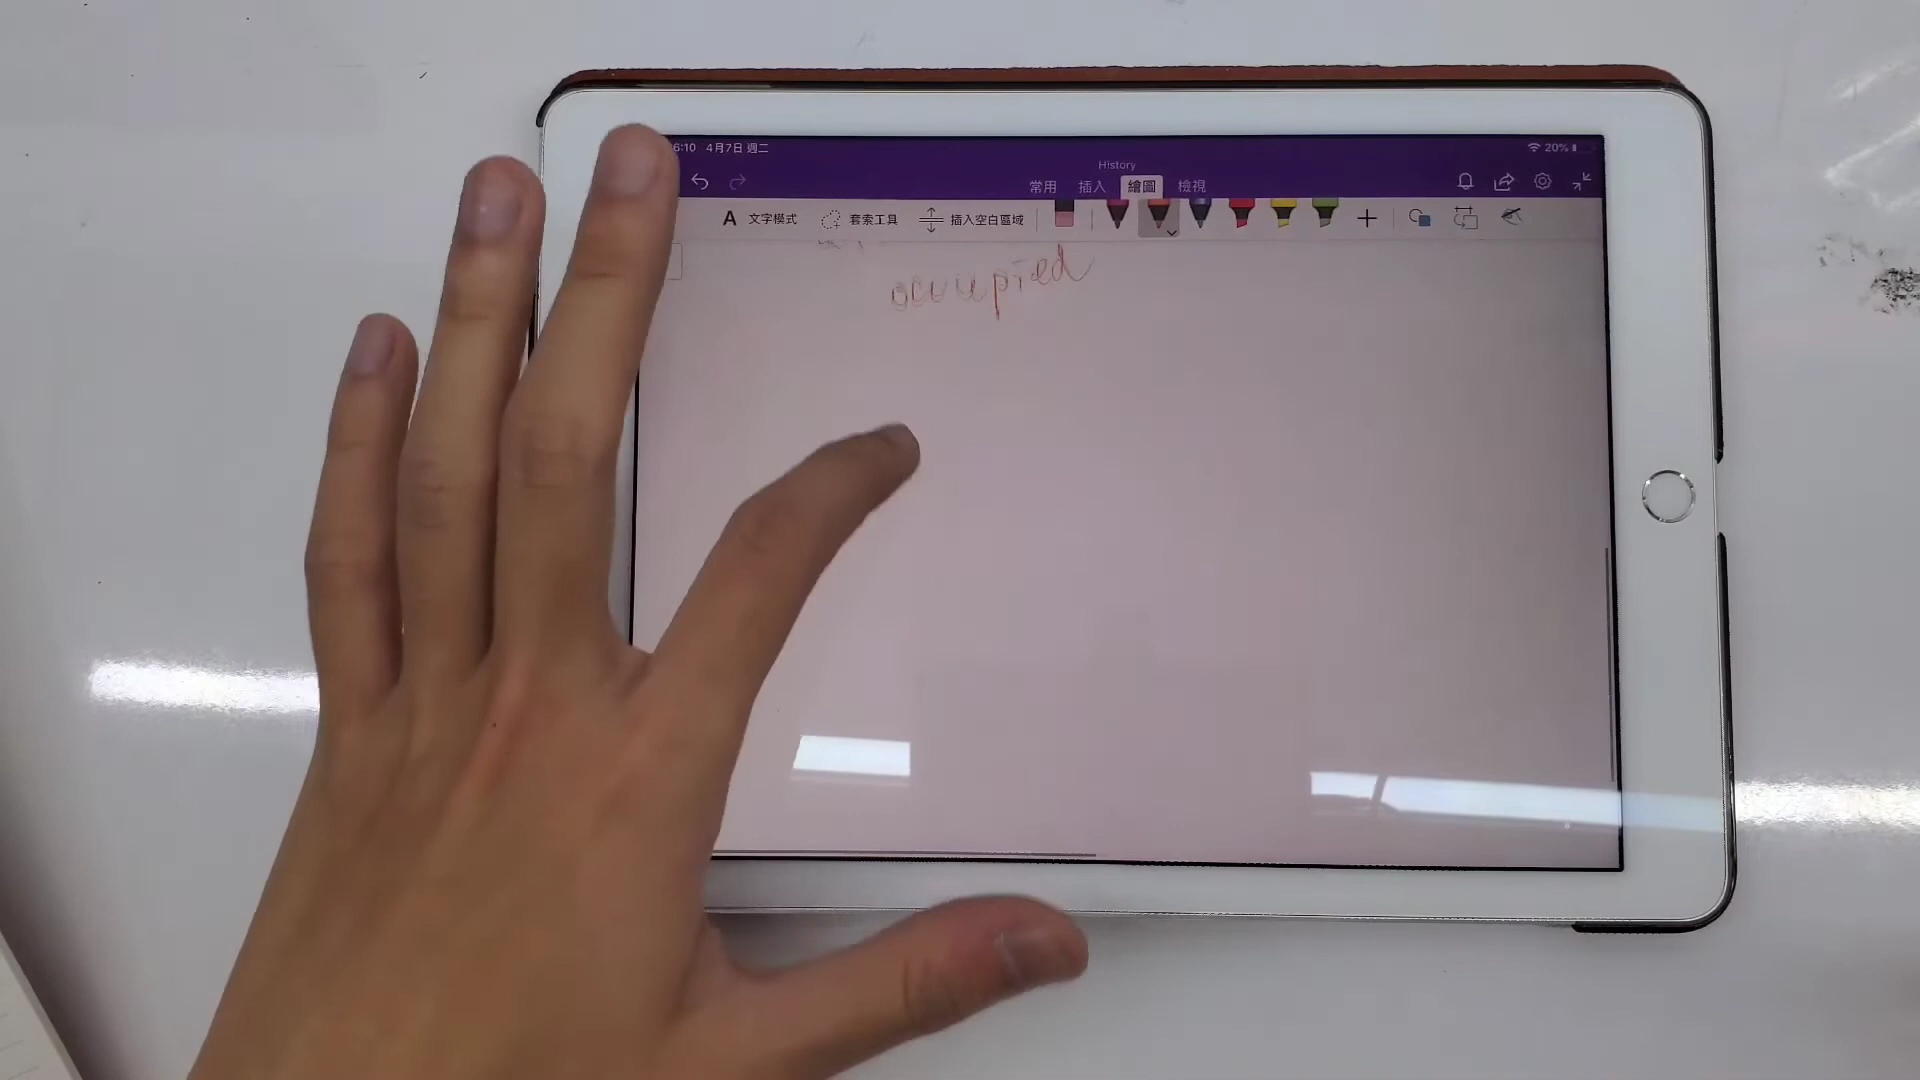 6:10 4月7日 週二
20%
History
常用 插入 繪圖 檢視
A 文字模式 套索工具 插入空白區域
occupied